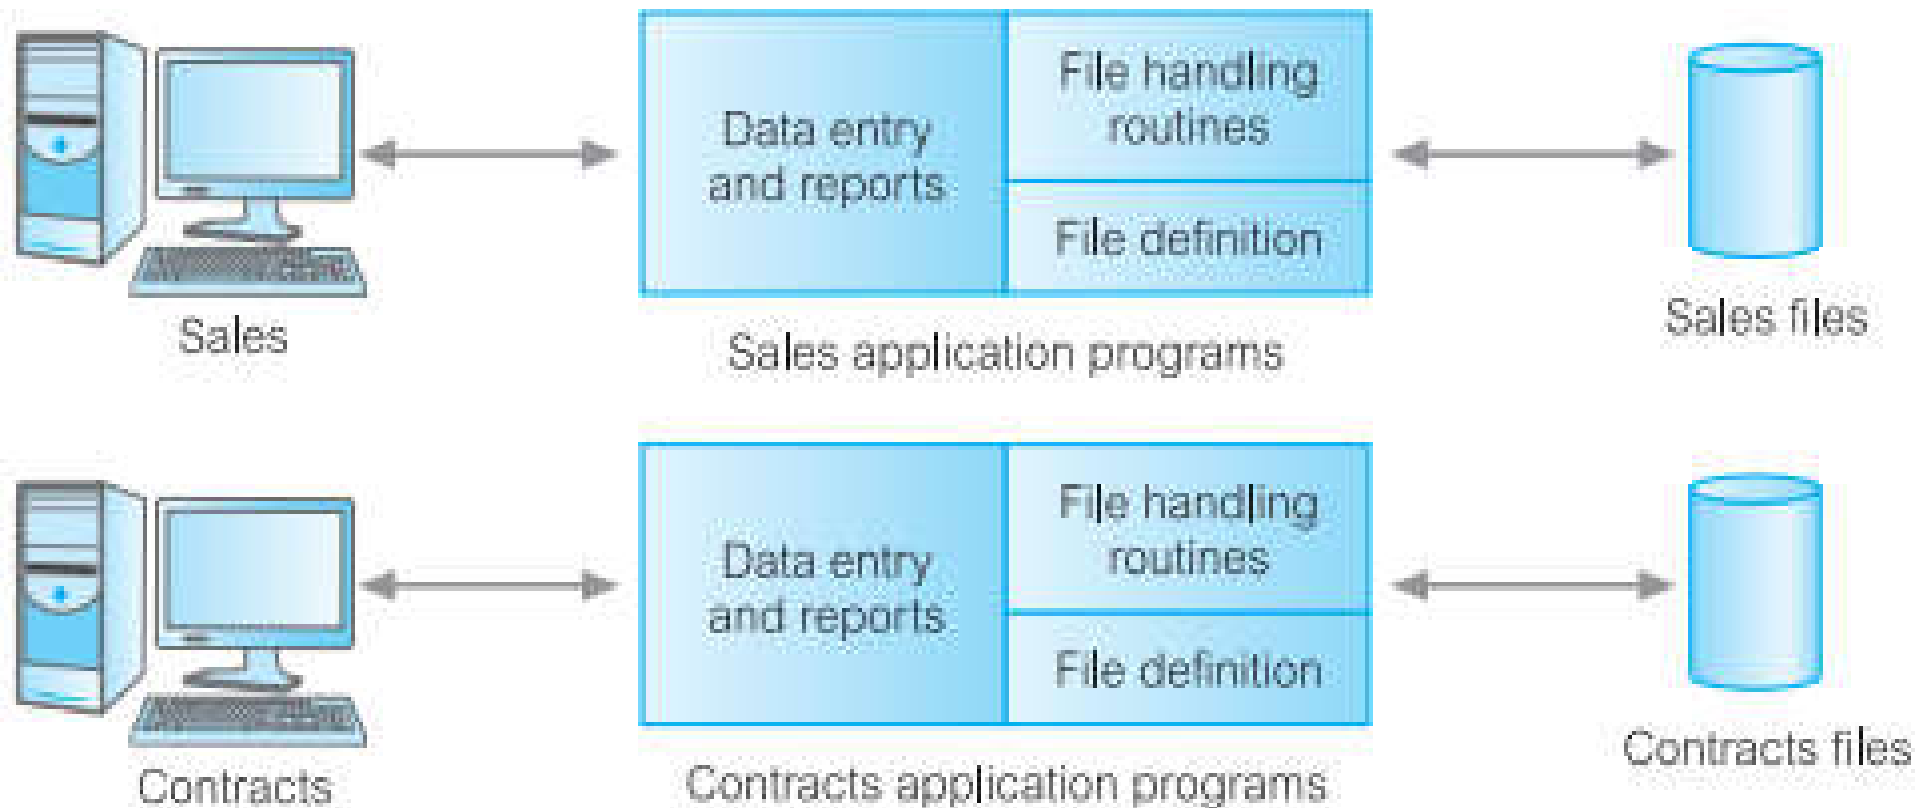 Data entry
and reports
File handling
routines
File definition
Sales
Sales application programs
Sales files
Data entry
and reports
File handling
routines
File definition
Contracts
Contracts application programs
Contracts files